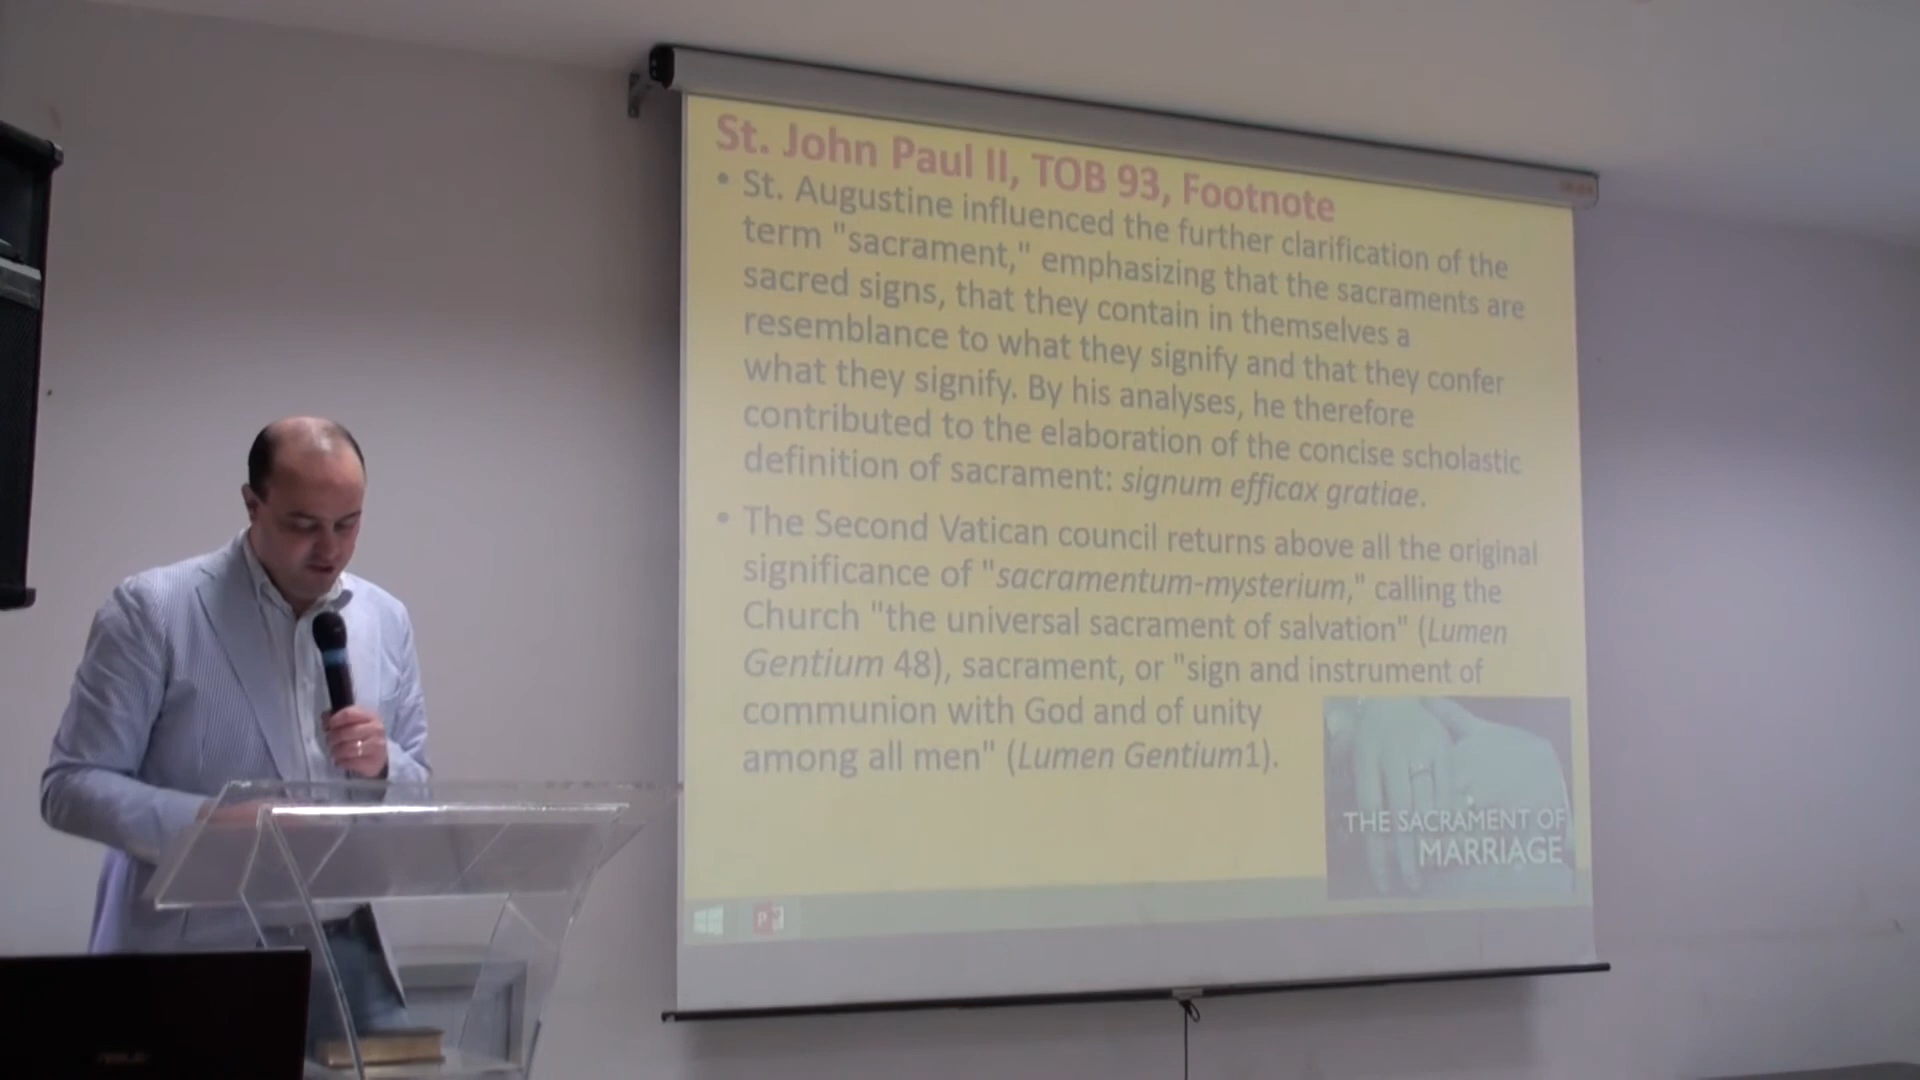 St. John Paul II, TOB 93, Footnote
• St. Augustine influenced the further clarification of the
term "sacrament," emphasizing that the sacraments are
sacred signs, that they contain in themselves a
resemblance to what they signify and that they confer
what they signify. By his analyses, he therefore
contributed to the elaboration of the concise scholastic
definition of sacrament: signum efficax gratiae.
• The Second Vatican council returns above all the original
significance of "sacramentum-mysterium," calling the
Church "the universal sacrament of salvation" (Lumen
Gentium 48), sacrament, or "sign and instrument of
communion with God and of unity
among all men" (Lumen Gentium1).
THE SACRAMENT OF
MARRIAGE
P
ASUS